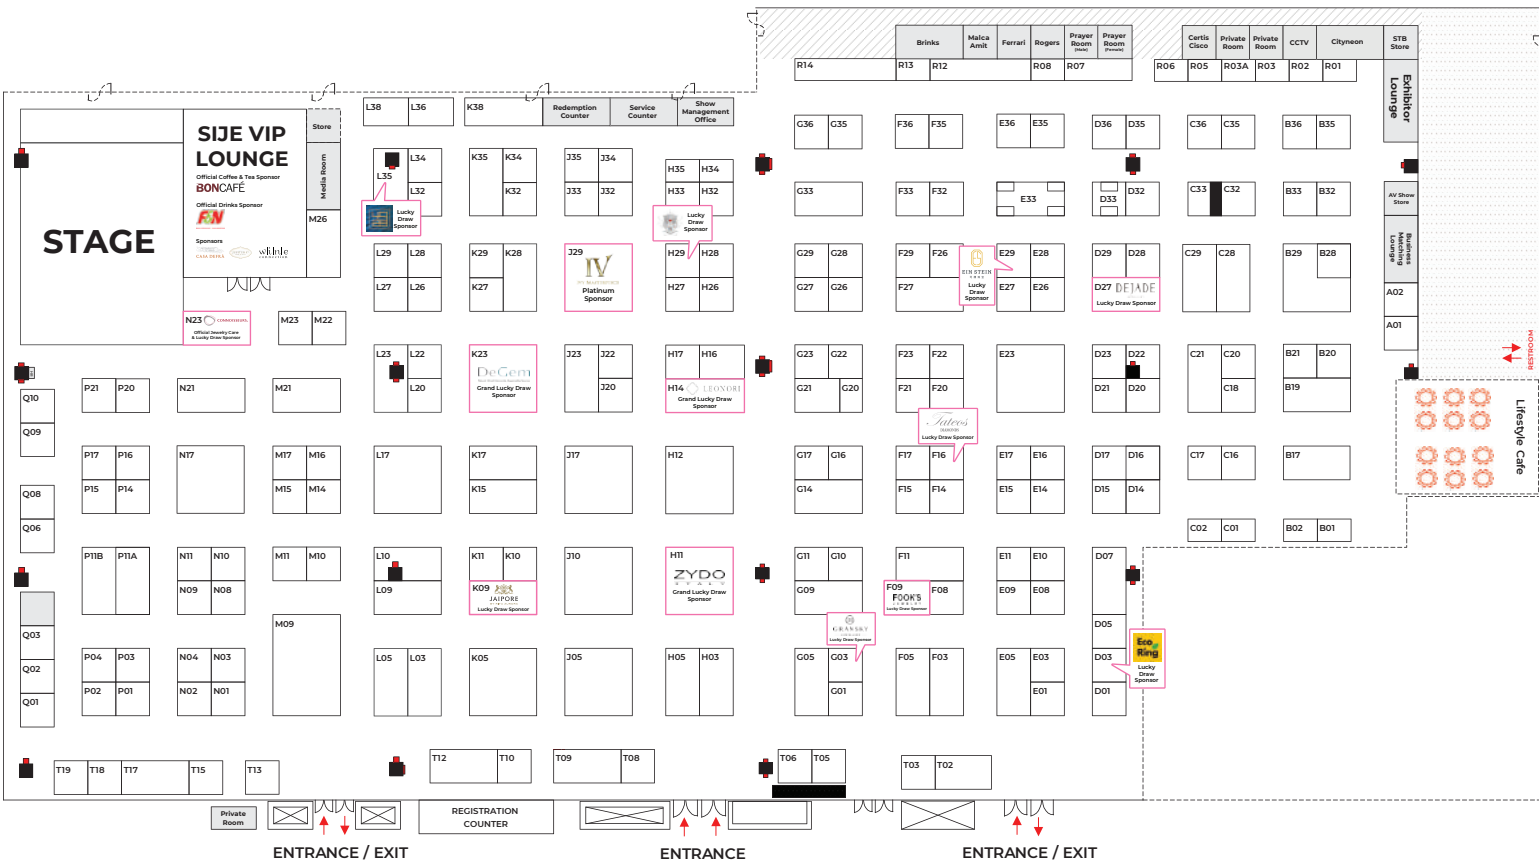 Brinks
Malca
Amit
Ferrari
Rogers
Prayer
Room
(Male)
Prayer
Room
(Female)
Certis
Cisco
Private
Room
Private
Room
CCTV
Cityneon
STB
Store
R14
R13
R12
R08
R07
R06
R05
R03A
R03
R02
R01
Exhibitor
Lounge
L38
L36
K38
Redemption
Counter
Service
Counter
Show
Management
Office
SIJE VIP
LOUNGE
Official Coffee & Tea Sponsor
BONCAFÉ
Official Drinks Sponsor
F&N
Sponsors
CASA DEFRA
Store
Media Room
M26
STAGE
G36
G35
F36
F35
E36
E35
D36
D35
C36
C35
B36
B35
L35
L34
L32
K35
K34
K32
J35
J34
J33
J32
H35
H34
H33
H32
G33
F33
F32
E33
D33
D32
C33
C32
B33
B32
AV Show
Store
Business
Matching
Lounge
Lucky
Draw
Sponsor
Lucky
Draw
Sponsor
L29
L28
L27
L26
K29
K28
K27
J29
IV
Platinum
Sponsor
H29
H28
H27
H26
G29
G28
G27
G26
F29
F26
F27
EIN STEIN
Lucky
Draw
Sponsor
E29
E28
E27
E26
D29
D28
D27
DEJADE
Lucky Draw Sponsor
C29
C28
B29
B28
A02
A01
N23
Official Jewelry Care
& Lucky Draw Sponsor
M23
M22
L23
L22
L20
K23
DeGem
Grand Lucky Draw
Sponsor
J23
J22
J20
H17
H16
H14
LEONORI
Grand Lucky Draw
Sponsor
G23
G22
G21
G20
F23
F22
F21
F20
E23
D23
D22
D21
D20
C21
C20
C18
B21
B20
B19
RESTROOM
Lifestyle Cafe
Q10
Q09
P21
P20
N21
M21
Tateos
Lucky Draw Sponsor
P17
P16
P15
P14
N17
M17
M16
M15
M14
L17
K17
K15
J17
H12
G17
G16
G14
F17
F16
F15
F14
E17
E16
E15
E14
D17
D16
D15
D14
C17
C16
B17
Q08
Q06
C02
C01
B02
B01
P11B
P11A
N11
N10
N09
N08
M11
M10
L10
L09
K11
K10
K09
JAIPORE
Lucky Draw Sponsor
J10
H11
ZYDO
ITALY
Grand Lucky Draw
Sponsor
G11
G10
G09
F11
F09
FOOK'S
JEWELRY
Lucky Draw Sponsor
F08
E11
E10
E09
E08
D07
D05
D03
D01
Eco
Ring
Lucky
Draw
Sponsor
GRANSKY
Lucky Draw Sponsor
Q03
Q02
Q01
P04
P03
P02
P01
N04
N03
N02
N01
M09
L05
L03
K05
J05
H05
H03
G05
G03
G01
F05
F03
E05
E03
E01
T19
T18
T17
T15
T13
T12
T10
T09
T08
T06
T05
T03
T02
Private
Room
REGISTRATION
COUNTER
ENTRANCE / EXIT
ENTRANCE
ENTRANCE / EXIT